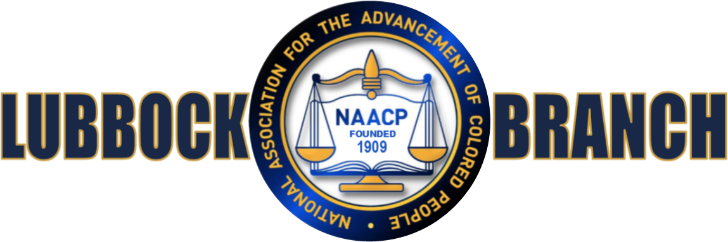 LUBBOCK
NATIONAL ASSOCIATION FOR THE ADVANCEMENT OF COLORED PEOPLE •
NAACP
FOUNDED
1909
BRANCH